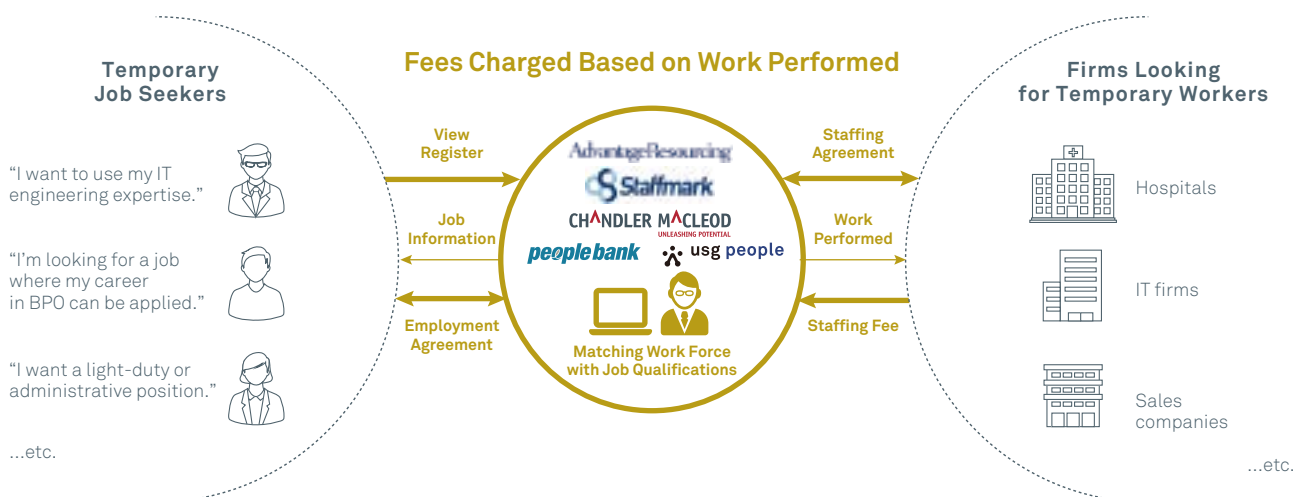 Fees Charged Based on Work Performed
Temporary
Job Seekers
“I want to use my IT
engineering expertise.”
“I’m looking for a job
where my career
in BPO can be applied.”
“I want a light-duty or
administrative position.”
...etc.
View
Register
Job
Information
Employment
Agreement
AdvantageResourcing
Staffmark
CHANDLER MACLEOD
UNLEASHING POTENTIAL
peoplebank
usg people
Matching Work Force
with Job Qualifications
Staffing
Agreement
Work
Performed
Staffing Fee
Firms Looking
for Temporary Workers
Hospitals
IT firms
Sales
companies
...etc.